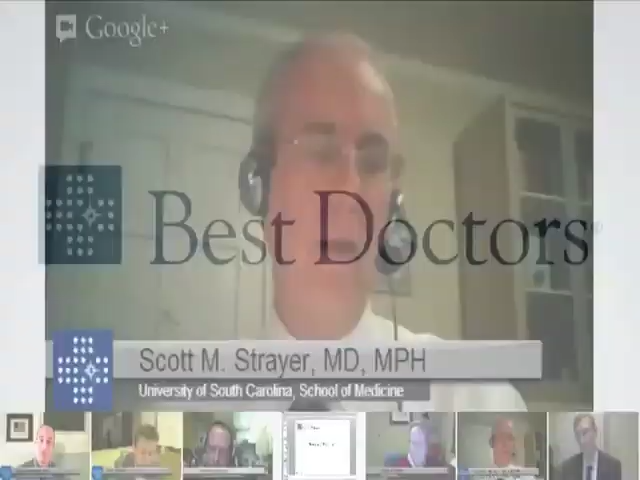 Google+
Best Doctors
Scott M. Strayer, MD, MPH
University of South Carolina, School of Medicine